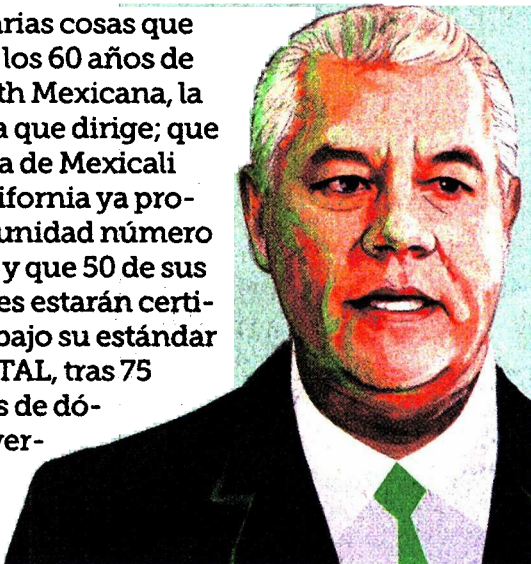 arias cosas que
los 60 años de
th Mexicana, la
a que dirige; que
a de Mexicali
ifornia ya pro-
unidad número
y que 50 de sus
es estarán certi-
bajo su estándar
TAL, tras 75
s de dó-
ver-